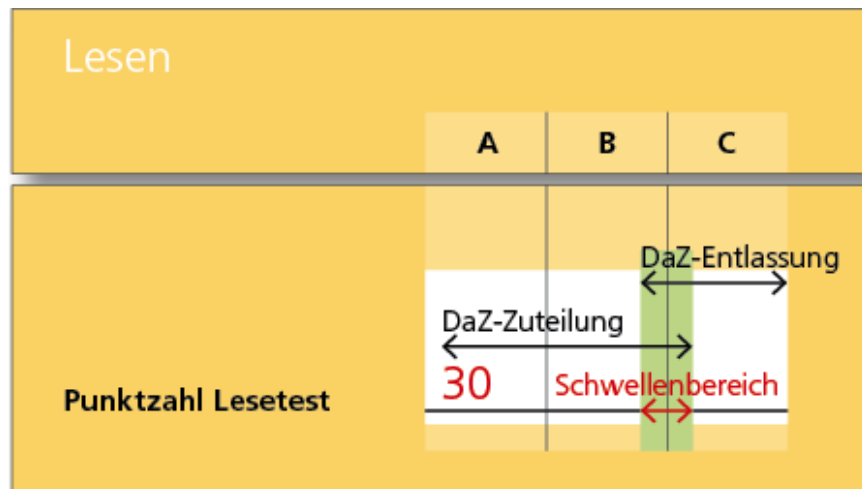 Lesen
A B C
DaZ-Entlassung
DaZ-Zuteilung
30 Schwellenbereich
Punktzahl Lesetest